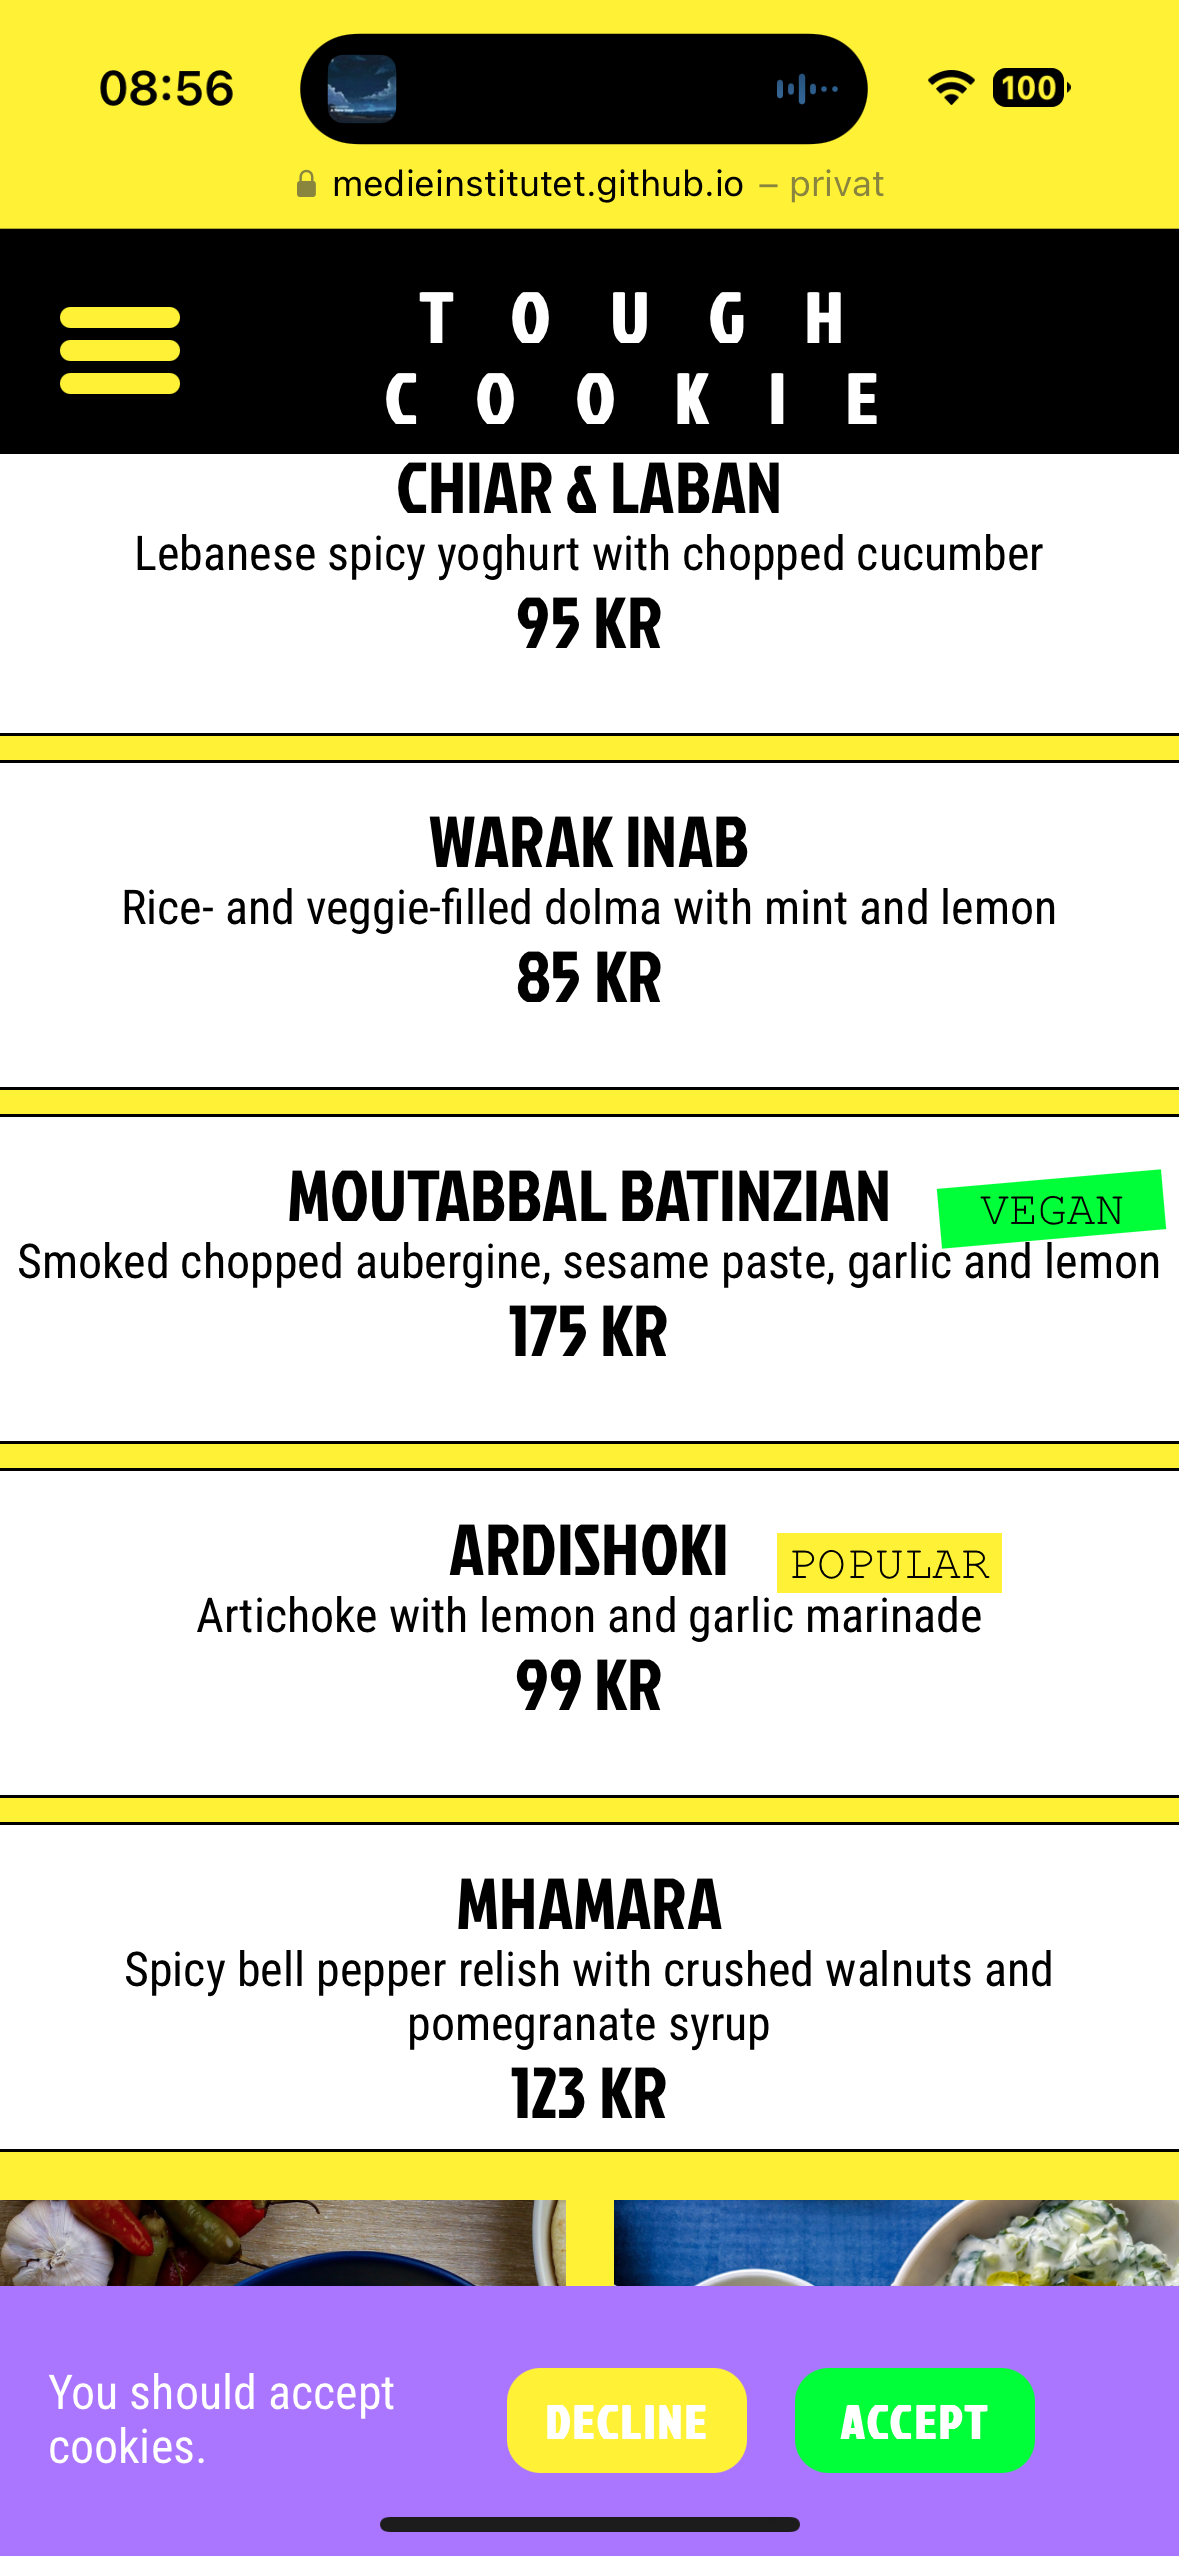 08:56
100
medieinstitutet.github.io – privat
TOUGH
COOKIE
CHIAR & LABAN
Lebanese spicy yoghurt with chopped cucumber
95 KR
WARAK INAB
Rice- and veggie-filled dolma with mint and lemon
85 KR
MOUTABBAL BATINZIAN
VEGAN
Smoked chopped aubergine, sesame paste, garlic and lemon
175 KR
ARDISHOKI
POPULAR
Artichoke with lemon and garlic marinade
99 KR
MHAMARA
Spicy bell pepper relish with crushed walnuts and
pomegranate syrup
123 KR
You should accept
cookies.
DECLINE
ACCEPT